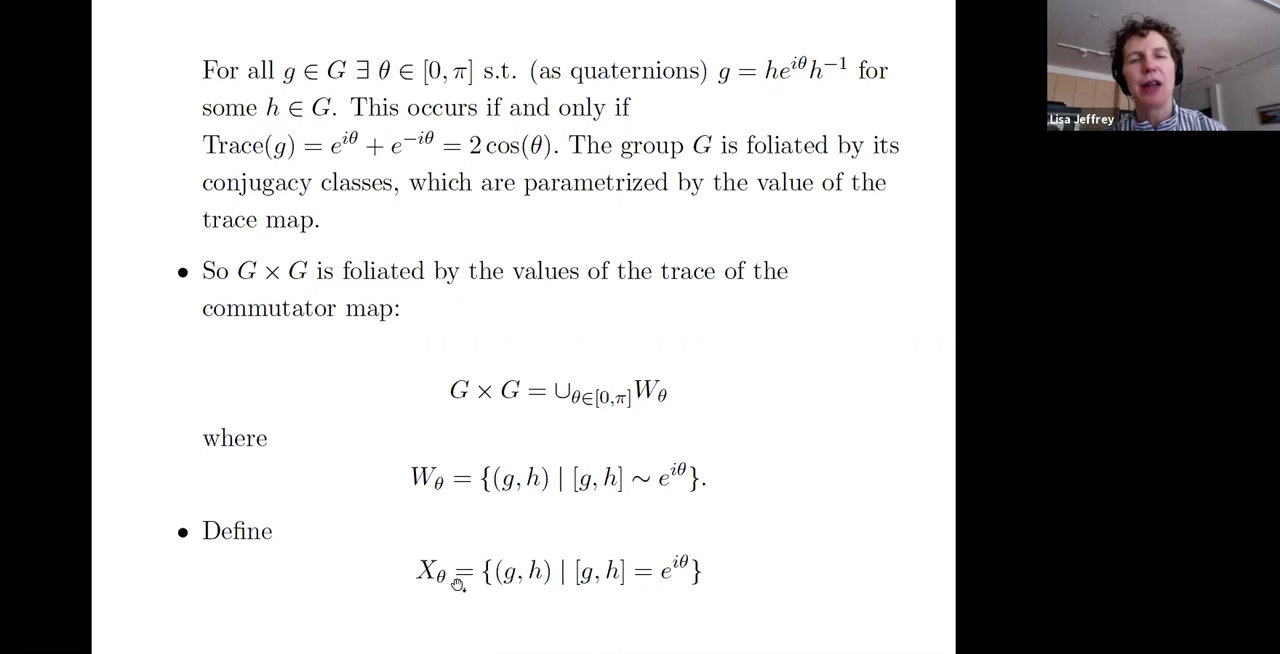 For all g ∈ G ∃ θ ∈ [0, π] s.t. (as quaternions) g = he^{iθ}h^{−1} for
some h ∈ G. This occurs if and only if
Trace(g) = e^{iθ} + e^{−iθ} = 2 cos(θ). The group G is foliated by its
conjugacy classes, which are parametrized by the value of the
trace map.
• So G × G is foliated by the values of the trace of the
commutator map:
G × G = ∪_{θ∈[0,π]}W_θ
where
W_θ = {(g, h) | [g, h] ∼ e^{iθ}}.
• Define
X_θ = {(g, h) | [g, h] = e^{iθ}}
Lisa Jeffrey